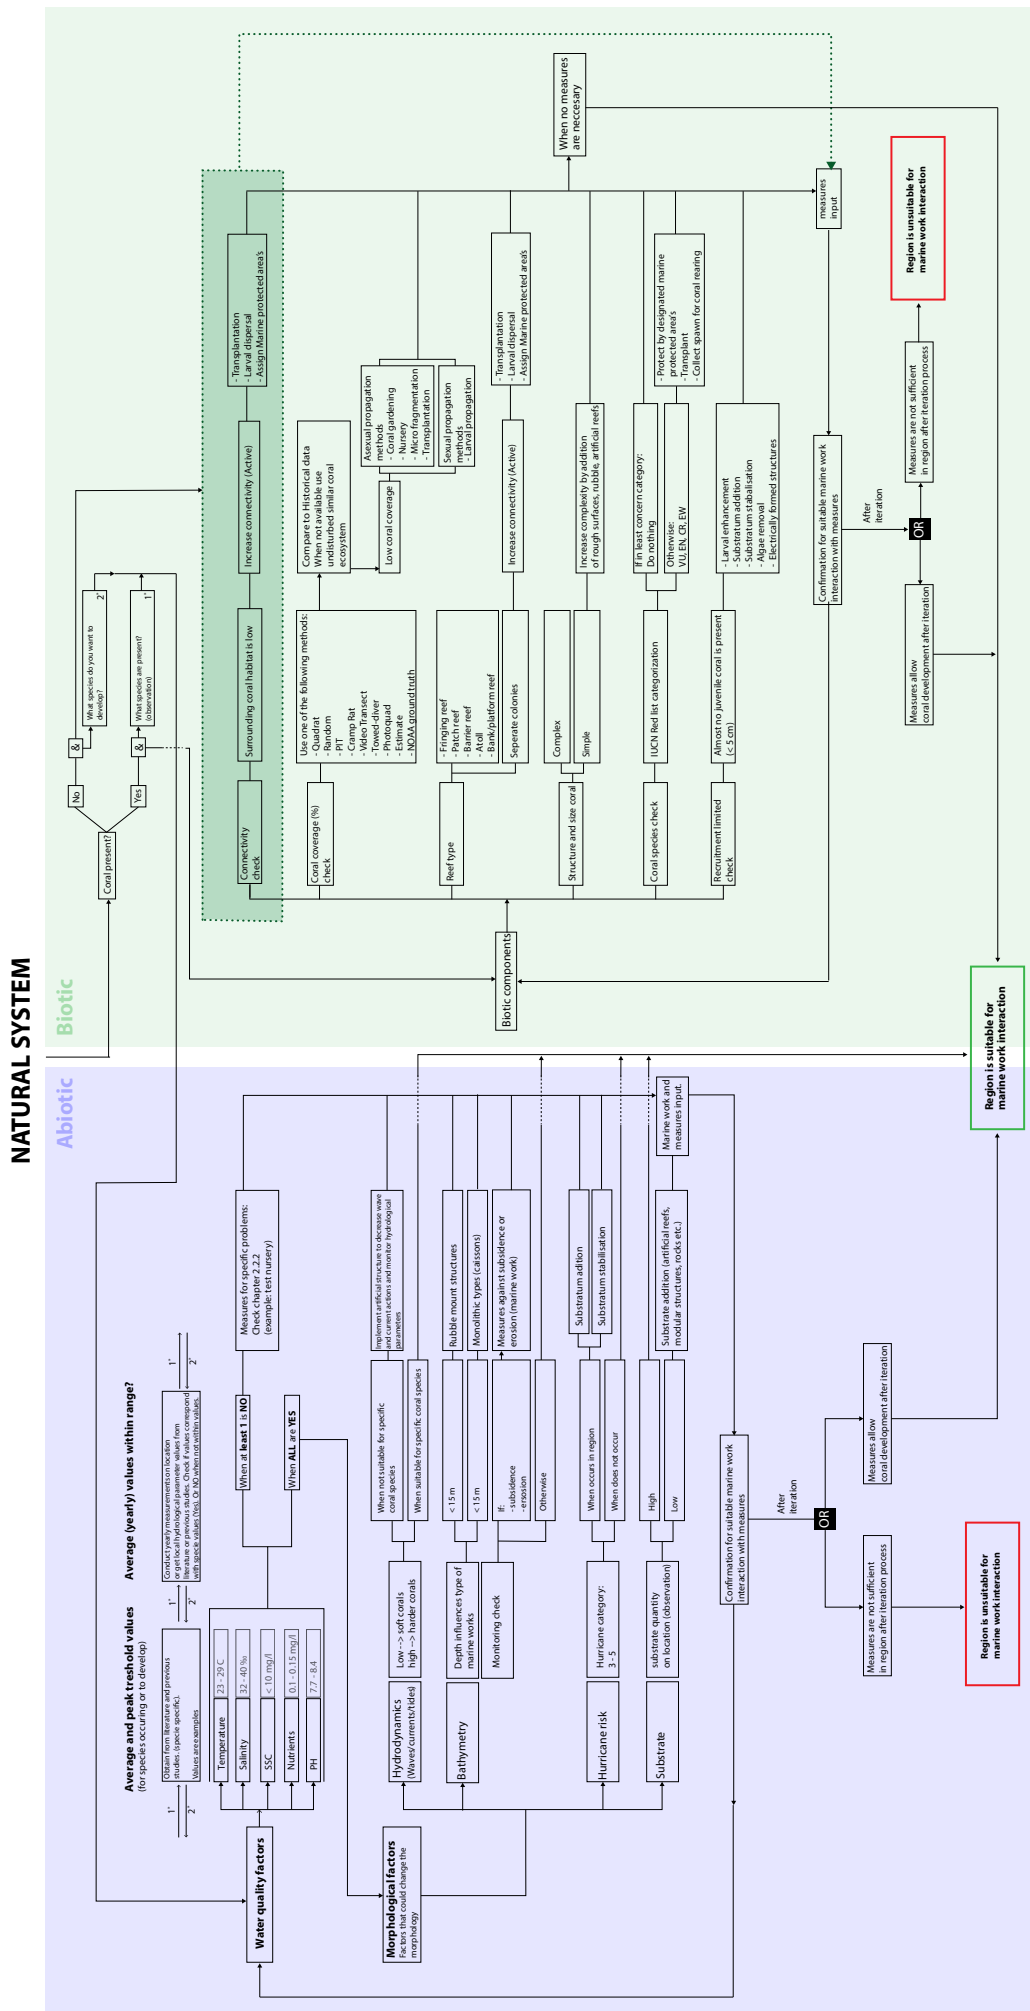 NATURAL SYSTEM
Abiotic
Biotic
Average and peak treshold values
(for species occuring or to develop)
Average (yearly) values within range?
1*
2*
Obtain from literature and previous
studies. (specie specific).
Values are examples
1*
2*
Conduct yearly measurements on location
or get local hydrological parameter values from
literature or previous studies. Check if values correspond
with specie values (Yes). Or NO when not within values.
1*
2*
Water quality factors
Temperature
23 - 29 C
Salinity
32 - 40 ‰
SSC
< 10 mg/l
Nutrients
0.1 - 0.15 mg/l
PH
7.7 - 8.4
When at least 1 is NO
When ALL are YES
Measures for specific problems:
Check chapter 2.2.2
(example: test nursery)
Morphological factors
Factors that could change the
morphology
Hydrodynamics
(Waves/currents/tides)
Low --> soft corals
high --> harder corals
When not suitable for specific
coral species
When suitable for specific coral species
Implement artificial structure to decrease wave
and current actions and monitor hydrological
parameters
Bathymetry
Depth influences type of
marine works
< 15 m
< 15 m
Rubble mount structures
Monolithic types (caissons)
Monitoring check
If:
- subsidence
- ersosion
Otherwise
Measures against subsidence or
erosion (marine work)
Hurricane risk
Hurricane category:
3 - 5
When occurs in region
When does not occur
Substratum adition
Substratum stabilisation
Substrate
substrate quantity
on location (observation)
High
Low
Substrate addition (artificial reefs,
modular structures, rocks etc.)
Marine work and
measures input.
Confirmation for suitable marine work
interaction with measures
After
iteration
OR
Measures are not sufficient
in region after iteration process
Measures allow
coral development after iteration
Region is unsuitable for
marine work interaction
Region is suitable for
marine work interaction
Coral present?
No
Yes
&
&
What species do you want to
develop?
2*
What species are present?
(observation)
1*
Biotic components
Connectivity
check
Surrounding coral habitat is low
Increase connectivity (Active)
- Transplantation
- Larval dispersal
- Assign Marine protected area's
Coral coverage (%)
check
Use one of the following methods:
- Quadrat
- Random
- PIT
- Cramp Rat
- Video Transect
- Towed-diver
- Photoquad
- Estimate
- NOAA ground truth
Compare to Historical data
When not available use
undisturbed similar coral
ecosystem
Low coral coverage
Asexual propagation
methods
- Coral gardening
- Nursery
- Micro fragmentation
- Transplantation
Sexual propagation
methods
- Larval propagation
Reef type
- Fringing reef
- Patch reef
- Barrier reef
- Atoll
- Bank/platform reef
Seperate colonies
Increase connectivity (Active)
- Transplantation
- Larval dispersal
- Assign Marine protected area's
Structure and size coral
Complex
Simple
Increase complexity by addition
of rough surfaces, rubble, artificial reefs
Coral species check
IUCN Red list categorization
If in least concern category:
Do nothing
Otherwise:
VU, EN, CR, EW
- Protect by designated marine
protected area's
- Transplant
- Collect spawn for coral rearing
Recruitment limited
check
Almost no juvenile coral is present
(< 5 cm)
- Larval enhancement
- Substratum addition
- Substratum stabalisation
- Algae removal
- Electrically formed structures
When no measures
are neccesary
measures
input
Confirmation for suitable marine work
interaction with measures
After
iteration
OR
Measures allow
coral development after iteration
Measures are not sufficient
in region after iteration process
Region is unsuitable for
marine work interaction